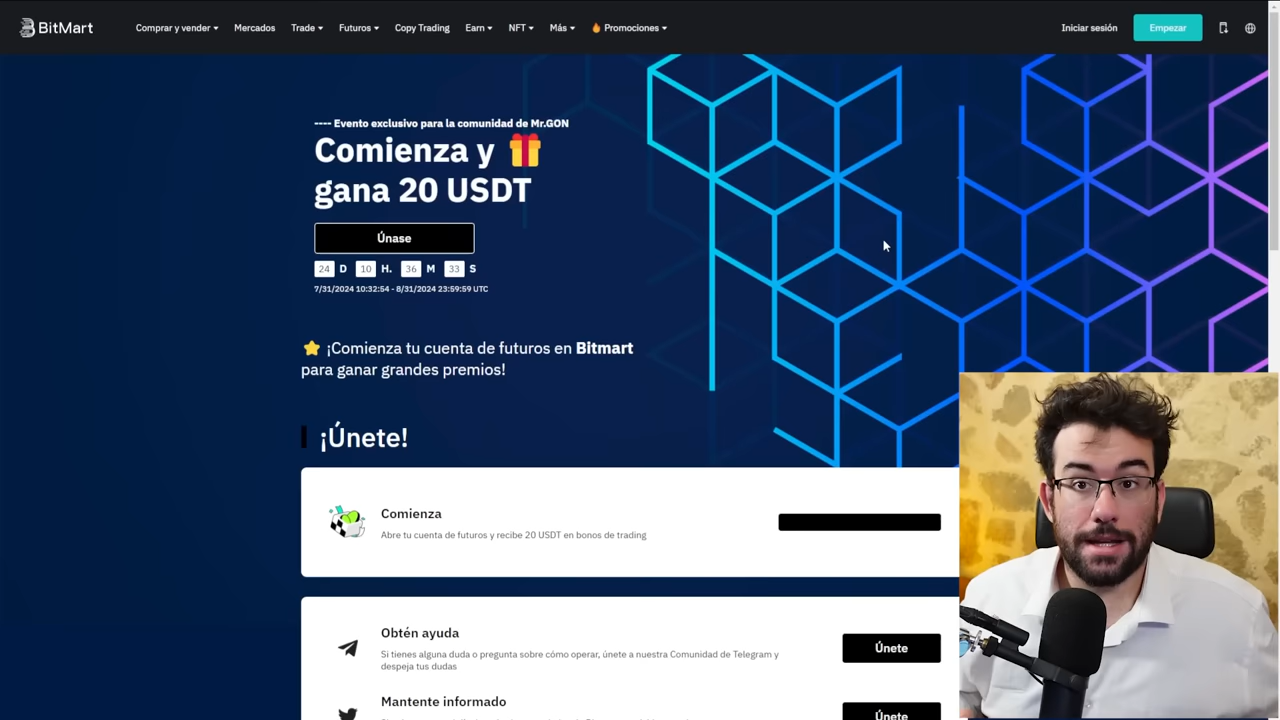 BitMart
Comprar y vender Mercados Trade Futuros Copy Trading Earn NFT Más Promociones Iniciar sesión Empezar
---- Evento exclusivo para la comunidad de Mr.GON
Comienza y
gana 20 USDT
Únase
24 D 10 H. 36 M 33 S
7/31/2024 10:32:54 - 8/31/2024 23:59:59 UTC
¡Comienza tu cuenta de futuros en Bitmart
para ganar grandes premios!
¡Únete!
Comienza
Abre tu cuenta de futuros y recibe 20 USDT en bonos de trading
Obtén ayuda
Si tienes alguna duda o pregunta sobre cómo operar, únete a nuestra Comunidad de Telegram y
despeja tus dudas
Únete
Mantente informado
Únete